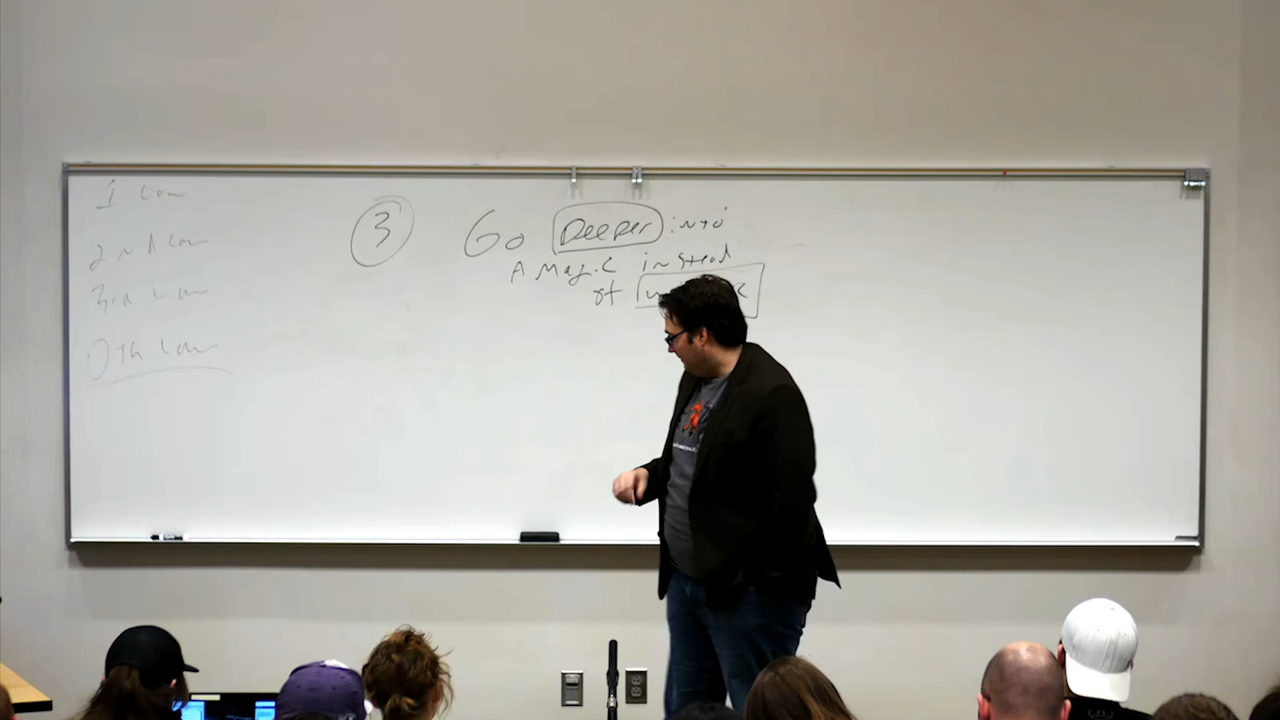 1 Law
2nd Law
3rd Law
0th Law
3
Go Deeper into
A Magic instead
of